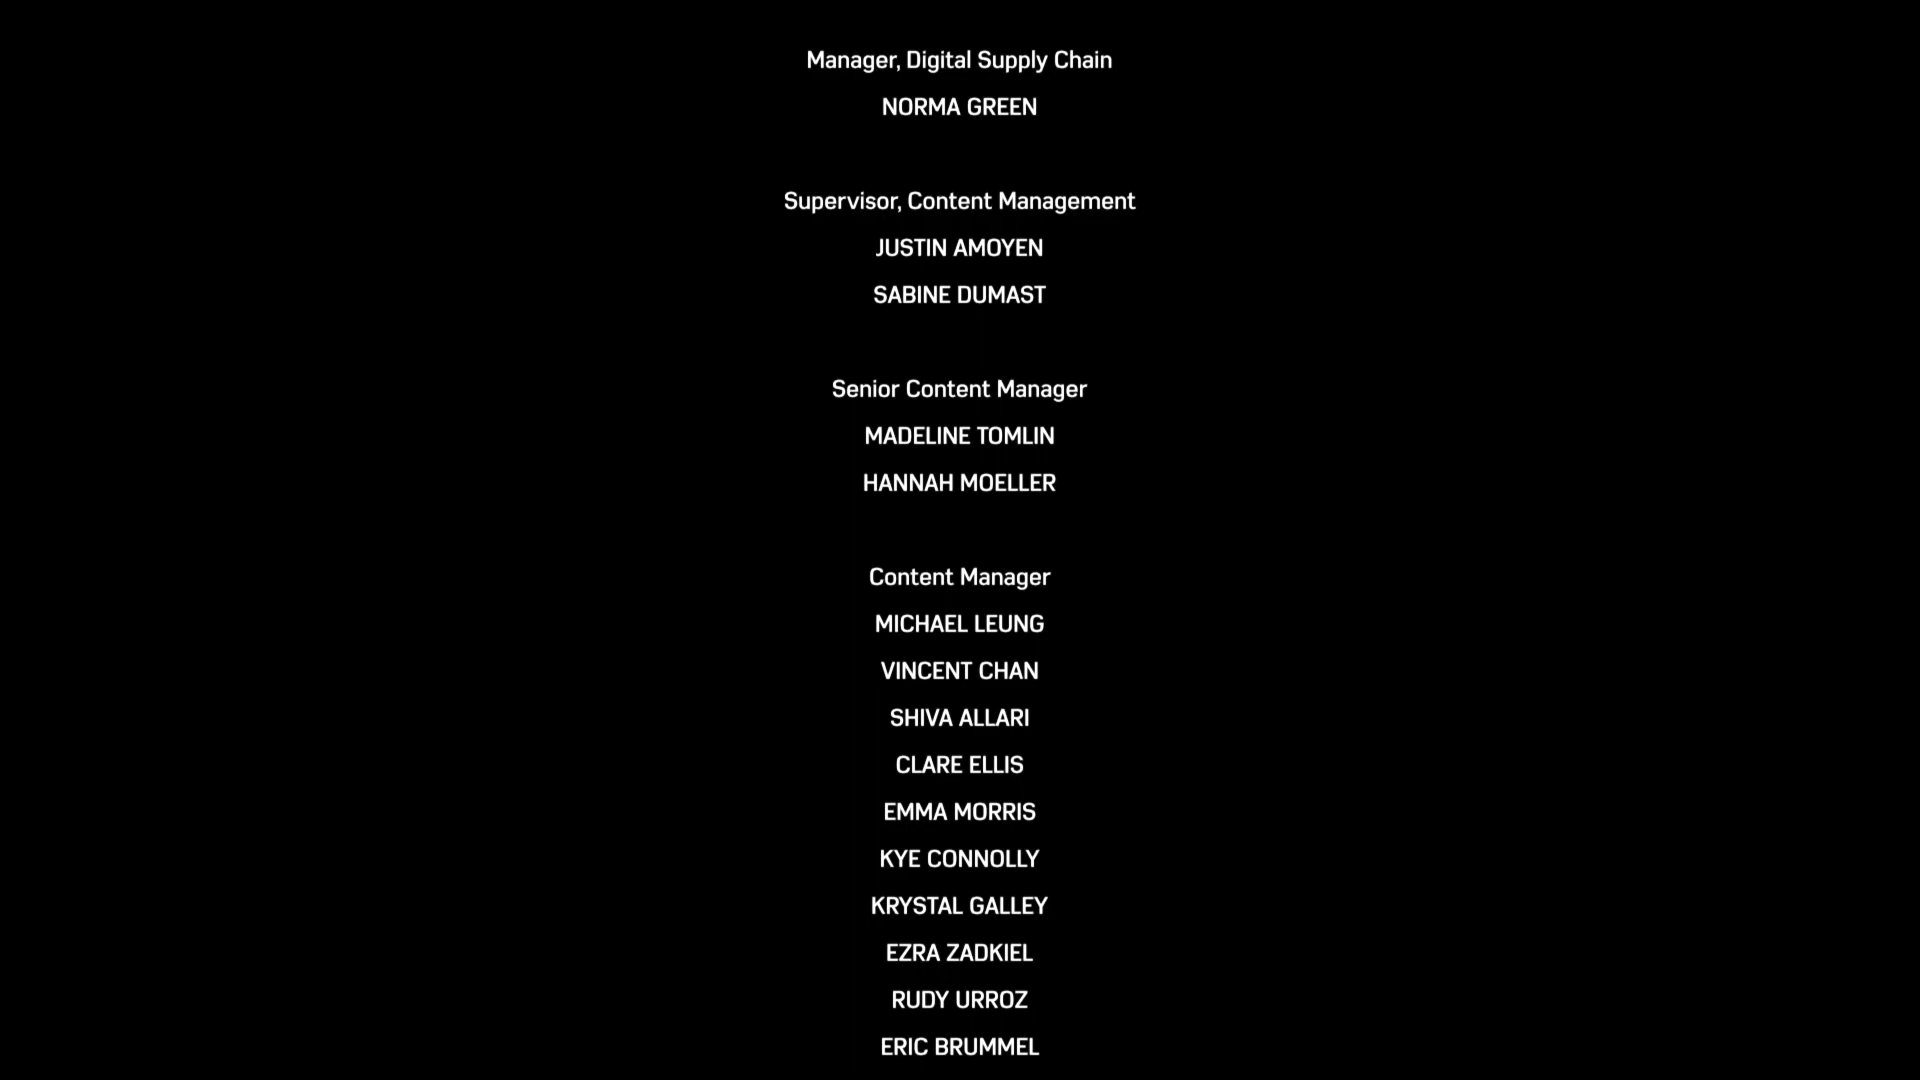 Manager, Digital Supply Chain
NORMA GREEN
Supervisor, Content Management
JUSTIN AMOYEN
SABINE DUMAST
Senior Content Manager
MADELINE TOMLIN
HANNAH MOELLER
Content Manager
MICHAEL LEUNG
VINCENT CHAN
SHIVA ALLARI
CLARE ELLIS
EMMA MORRIS
KYE CONNOLLY
KRYSTAL GALLEY
EZRA ZADKIEL
RUDY URROZ
ERIC BRUMMEL